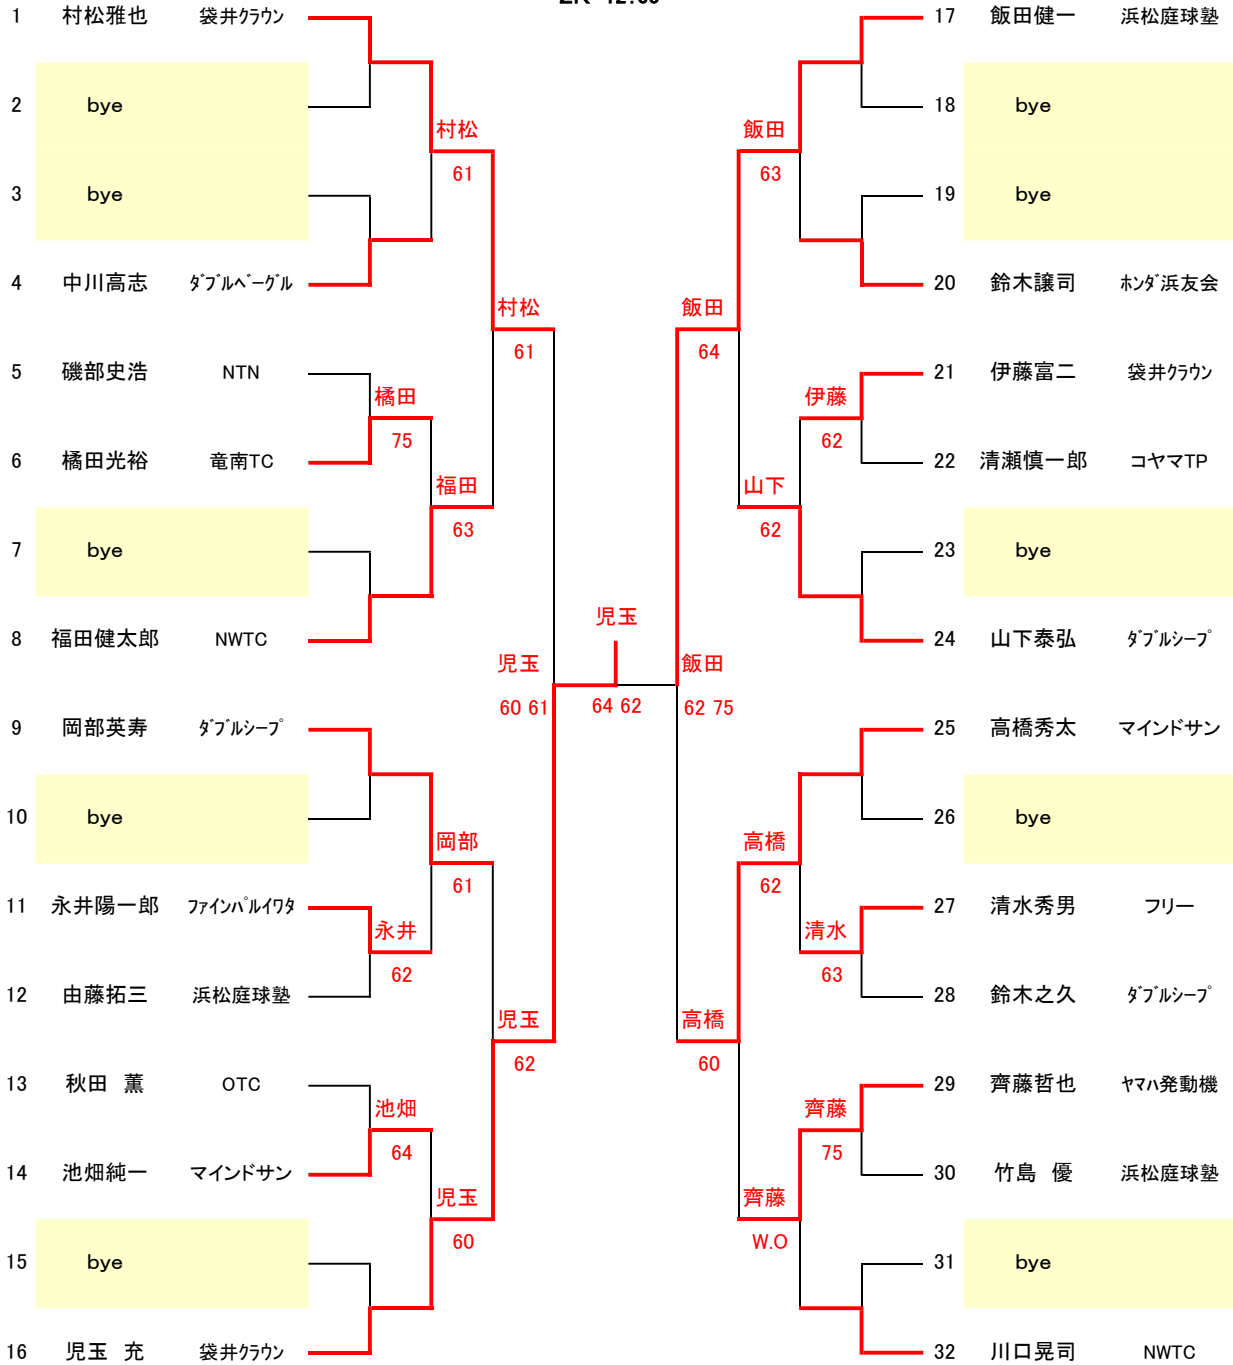 1 村松雅也 袋井クラウン
2 bye
3 bye
4 中川高志 ダブルベーグル
5 磯部史浩 NTN
6 橘田光裕 竜南TC
7 bye
8 福田健太郎 NWTC
9 岡部英寿 ダブルシープ
10 bye
11 永井陽一郎 ファインパルイワタ
12 由藤拓三 浜松庭球塾
13 秋田 薫 OTC
14 池畑純一 マインドサン
15 bye
16 児玉 充 袋井クラウン
橘田
75
永井
62
池畑
64
村松
61
福田
63
岡部
61
児玉
60
村松
61
児玉
62
児玉
60 61
児玉
64 62
飯田
62 75
飯田
64
高橋
60
飯田
63
山下
62
高橋
62
齊藤
W.O
伊藤
62
清水
63
齊藤
75
17 飯田健一 浜松庭球塾
18 bye
19 bye
20 鈴木譲司 ホンダ浜友会
21 伊藤富二 袋井クラウン
22 清瀬慎一郎 コヤマTP
23 bye
24 山下泰弘 ダブルシープ
25 高橋秀太 マインドサン
26 bye
27 清水秀男 フリー
28 鈴木之久 ダブルシープ
29 齊藤哲也 ヤマハ発動機
30 竹島 優 浜松庭球塾
31 bye
32 川口晃司 NWTC